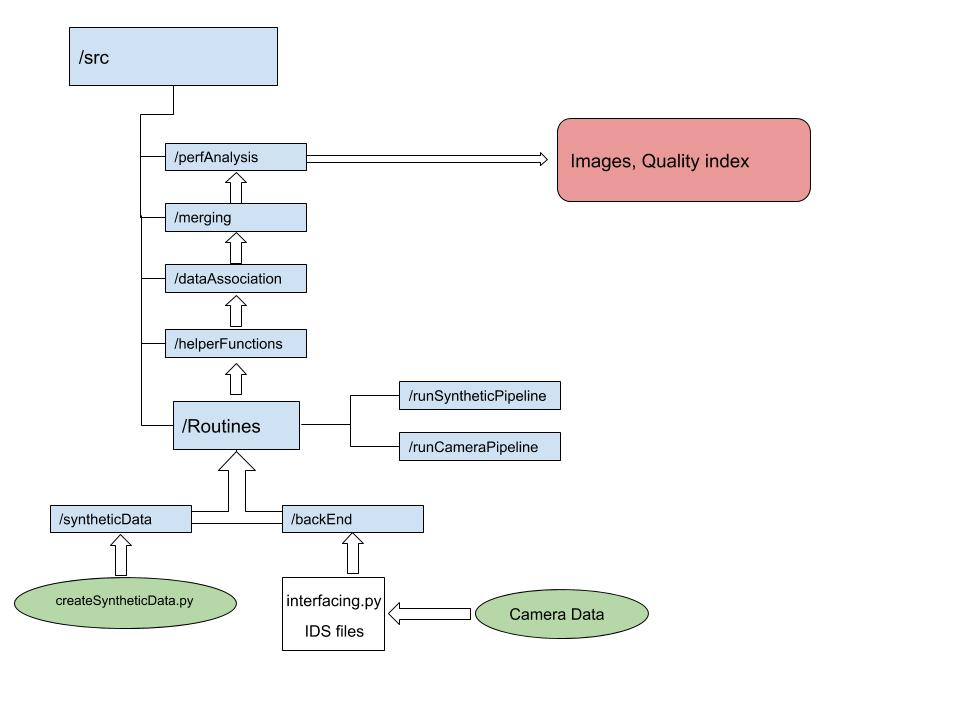 /src
/perfAnalysis
Images, Quality index
/merging
/dataAssociation
/helperFunctions
/runSyntheticPipeline
/Routines
/runCameraPipeline
/syntheticData
/backEnd
createSyntheticData.py
interfacing.py
IDS files
Camera Data